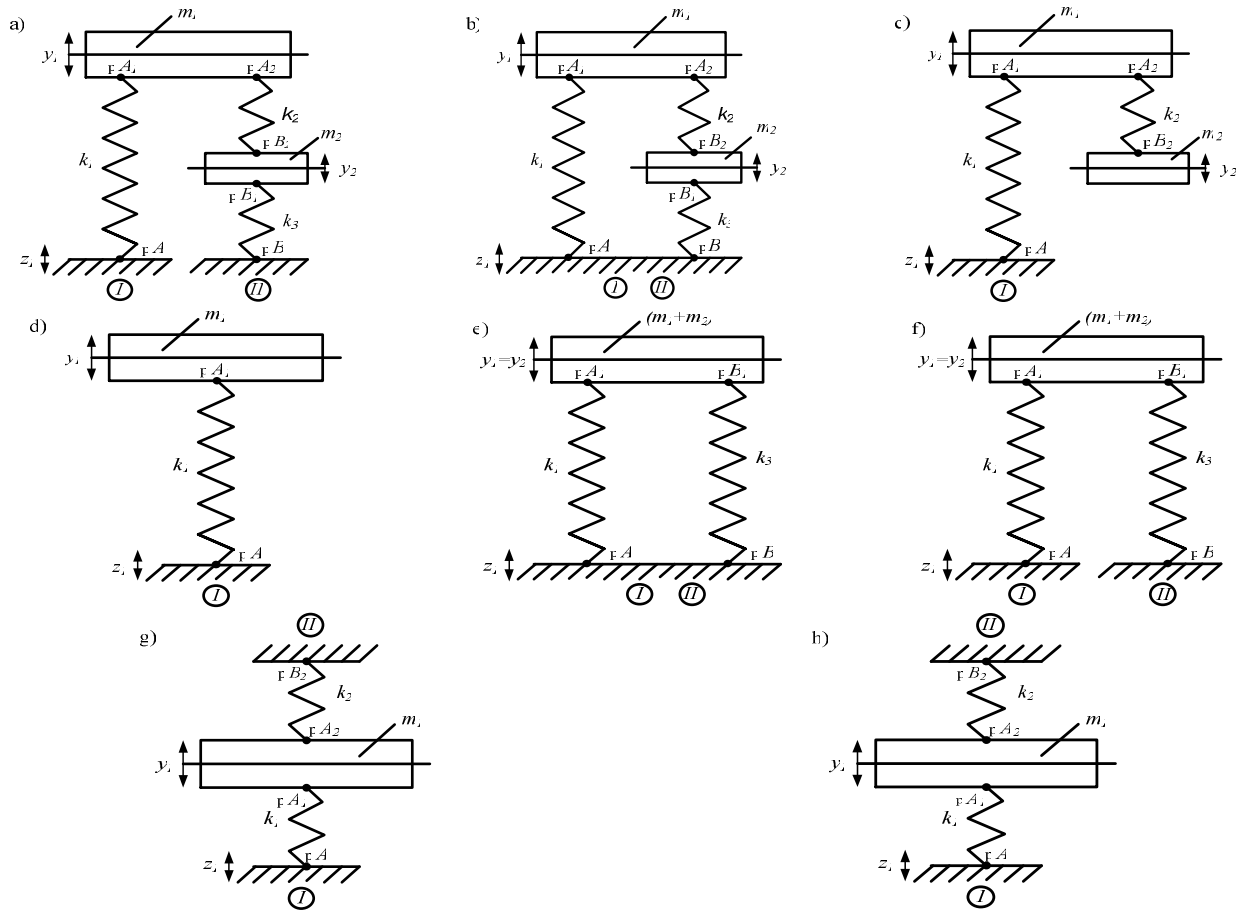 a)
m₁
y₁
F A₁
F A₂
k₂
k₁
m₂
F B₂
y₂
F B₁
k₃
F A
F B
z₁
I
II
b)
m₁
y₁
F A₁
F A₂
k₂
k₁
m₂
F B₂
y₂
F B₁
k₃
F A
F B
z₁
I
II
c)
m₁
y₁
F A₁
F A₂
k₂
k₁
F B₂
m₂
y₂
F A
z₁
I
d)
m₁
y₁
F A₁
k₁
F A
z₁
I
e)
(m₁+m₂)
y₁=y₂
F A₁
F B₁
k₁
k₃
F A
F B
z₁
I
II
f)
(m₁+m₂)
y₁=y₂
F A₁
F B₁
k₁
k₃
F A
F B
z₁
I
II
g)
II
F B₂
k₂
F A₂
m₁
y₁
F A₁
k₁
F A
z₁
I
h)
II
F B₂
k₂
F A₂
m₁
y₁
F A₁
k₁
F A
z₁
I